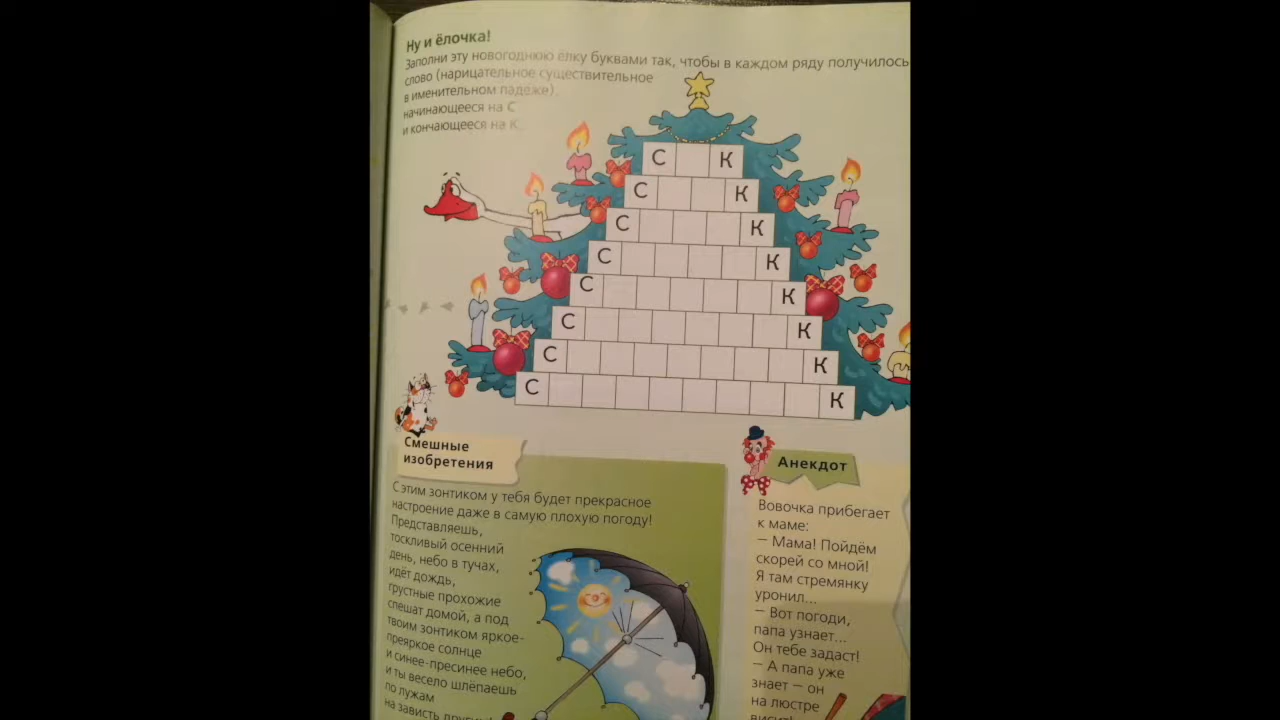 Ну и ёлочка!
Заполни эту новогоднюю ёлку буквами так, чтобы в каждом ряду получилось
слово (нарицательное существительное
в именительном падеже),
начинающееся на С
и кончающееся на К.
С К
С К
С К
С К
С К
С К
С К
С К
Смешные
изобретения
С этим зонтиком у тебя будет прекрасное
настроение даже в самую плохую погоду!
Представляешь,
тоскливый осенний
день, небо в тучах,
идёт дождь,
грустные прохожие
спешат домой, а под
твоим зонтиком яркое-
преяркое солнце
и синее-пресинее небо,
и ты весело шлёпаешь
по лужам
на зависть
Анекдот
Вовочка прибегает
к маме:
— Мама! Пойдём
скорей со мной!
Я там стремянку
уронил...
— Вот погоди,
папа узнает...
Он тебе задаст!
— А папа уже
знает — он
на люстре
висит!